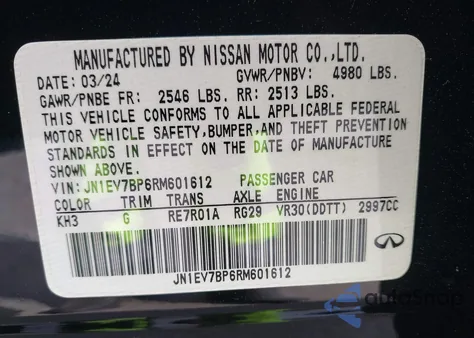 MANUFACTURED BY NISSAN MOTOR CO.,LTD.
DATE: 03/24 GVWR/PNBV: 4980 LBS.
GAWR/PNBE FR: 2546 LBS. RR: 2513 LBS.
THIS VEHICLE CONFORMS TO ALL APPLICABLE FEDERAL
MOTOR VEHICLE SAFETY,BUMPER,AND THEFT PREVENTION
STANDARDS IN EFFECT ON THE DATE OF MANUFACTURE
SHOWN ABOVE.
VIN: JN1EV7BP6RM601612 PASSENGER CAR
COLOR TRIM TRANS AXLE ENGINE
KH3 G RE7R01A RG29 VR30(DDTT) 2997CC
JN1EV7BP6RM601612
autoshop